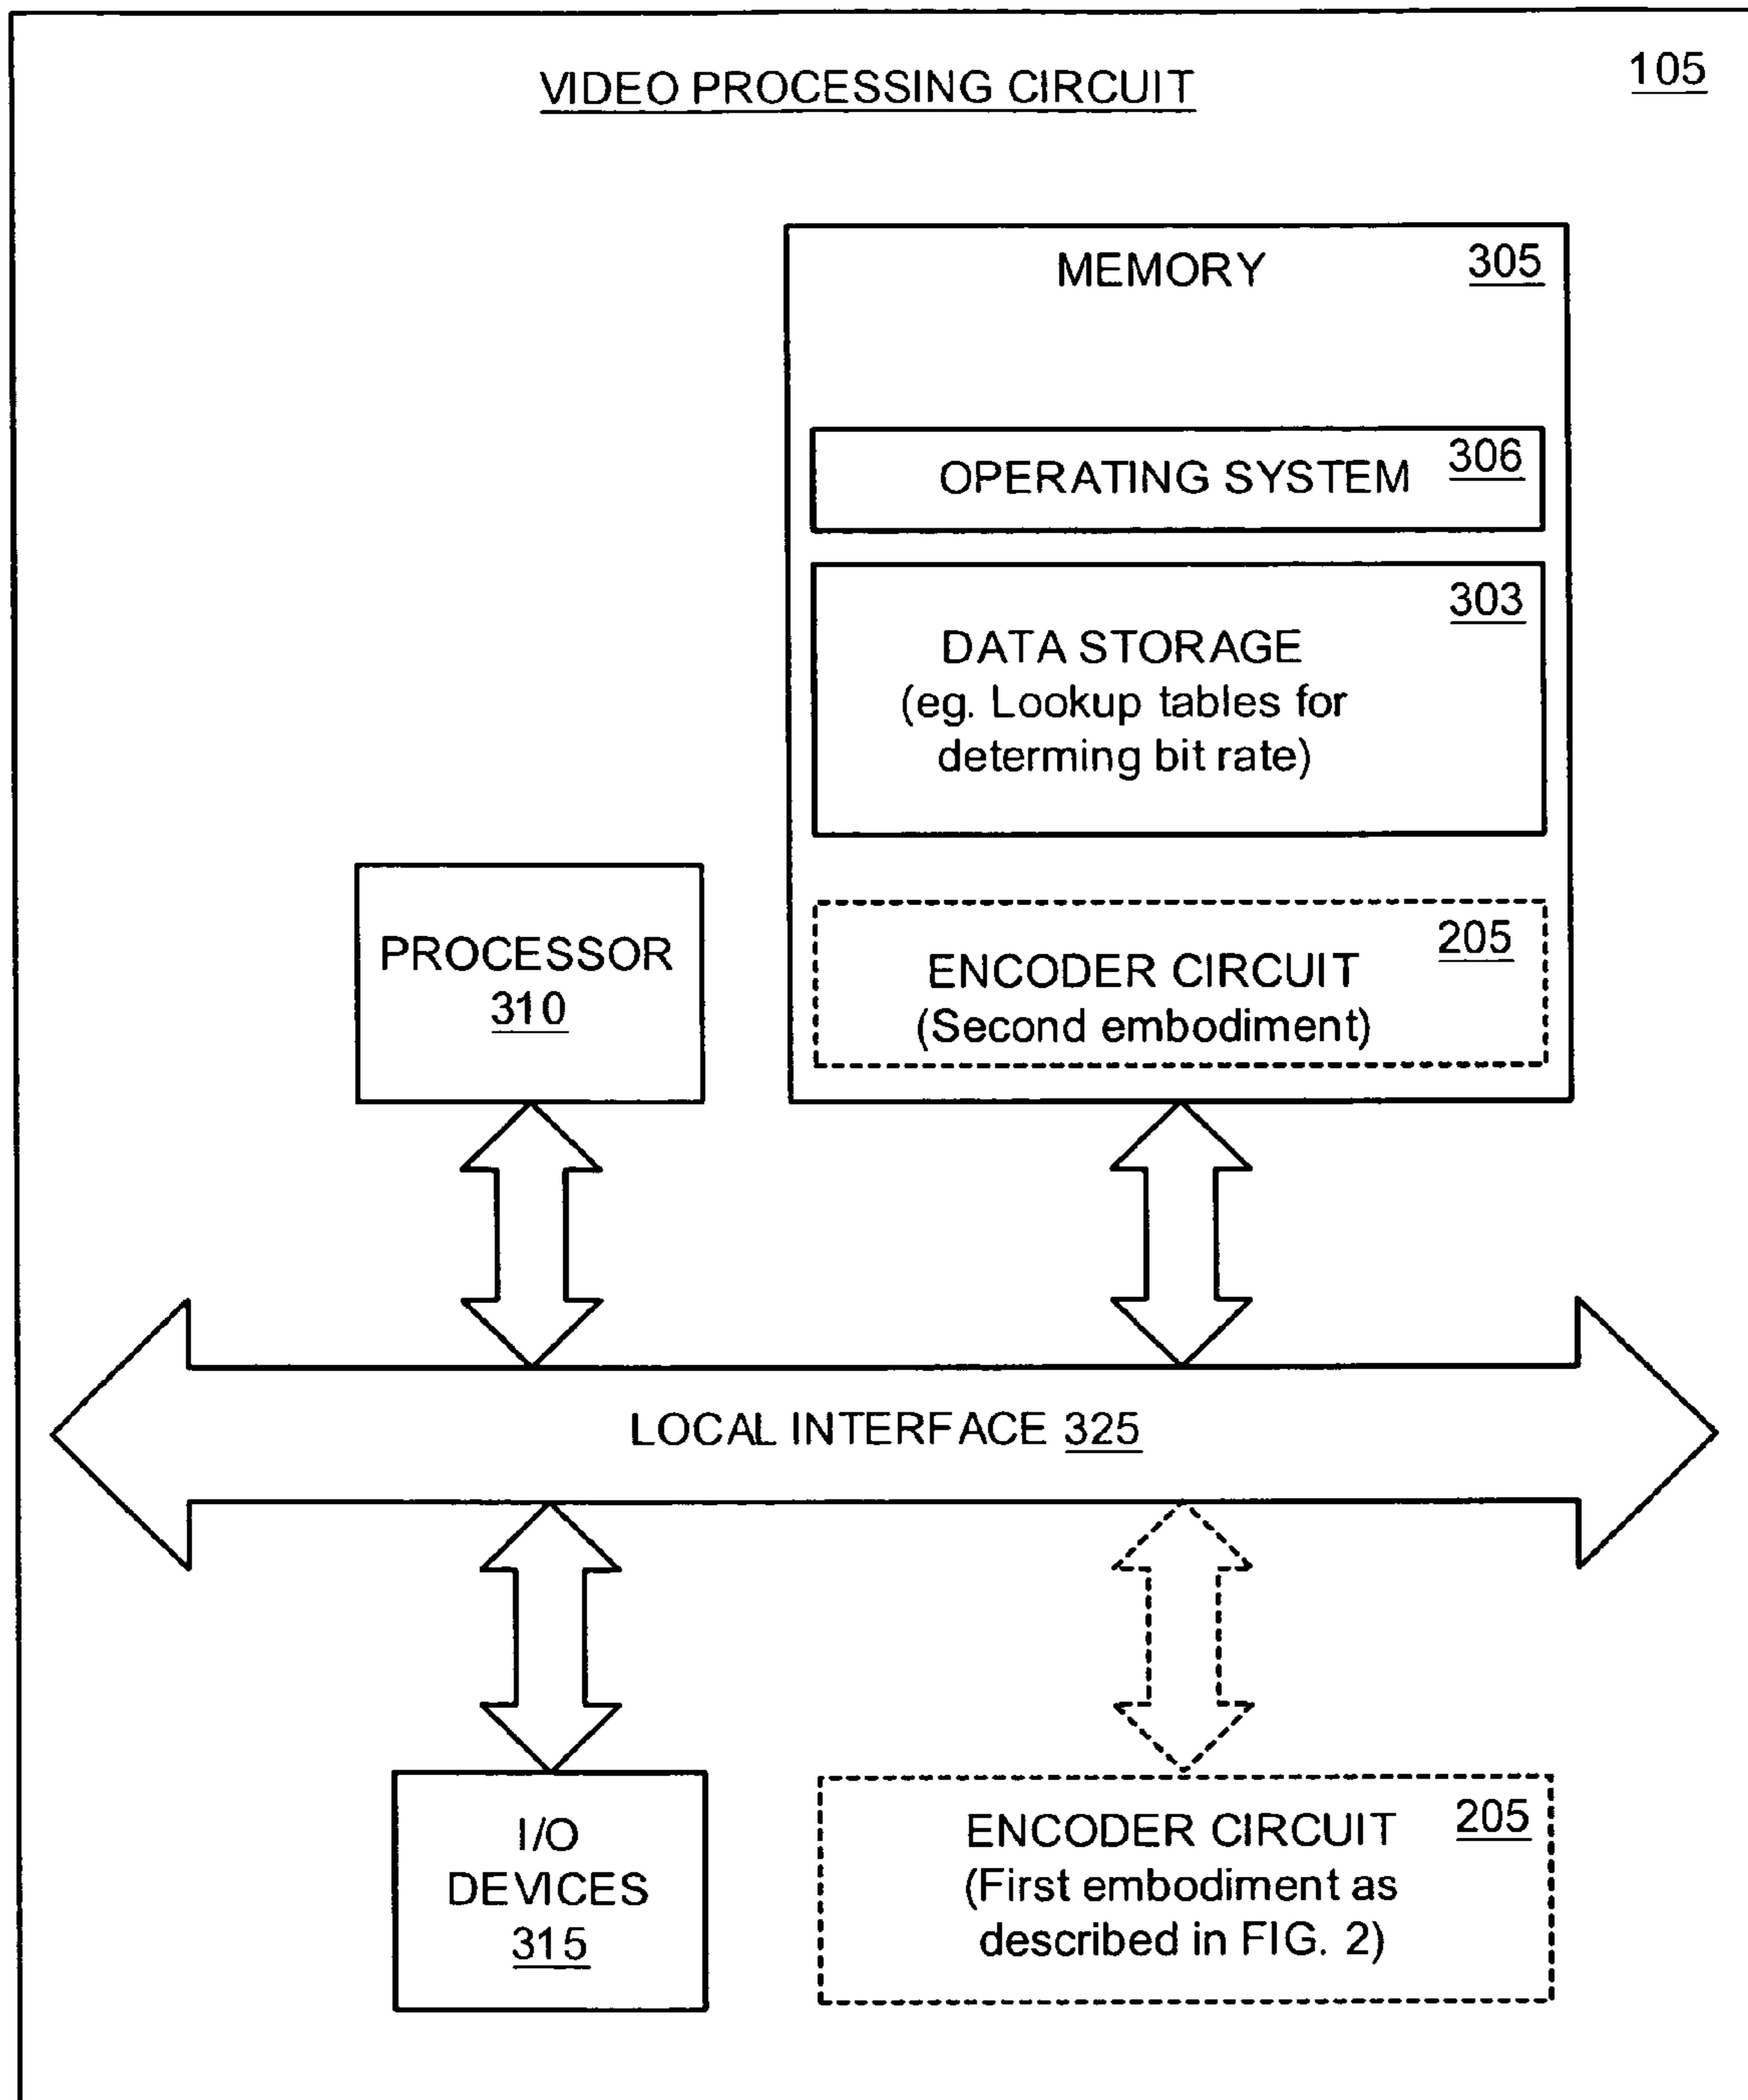 VIDEO PROCESSING CIRCUIT
105
MEMORY
305
OPERATING SYSTEM
306
DATA STORAGE
303
(eg. Lookup tables for
determing bit rate)
PROCESSOR
310
ENCODER CIRCUIT
205
(Second embodiment)
LOCAL INTERFACE 325
I/O
DEVICES
315
ENCODER CIRCUIT
205
(First embodiment as
described in FIG. 2)